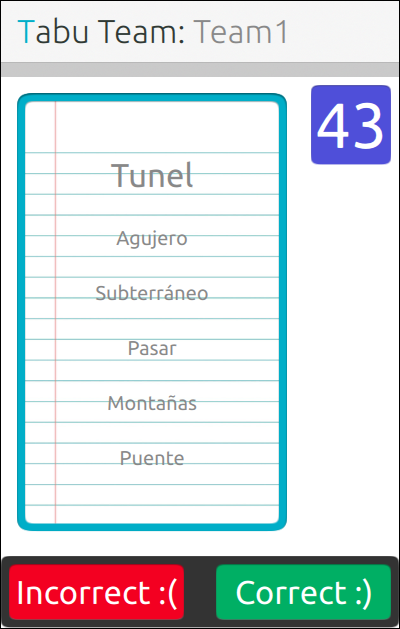 Tabu Team: Team1
43
Tunel
Agujero
Subterráneo
Pasar
Montañas
Puente
Incorrect :(
Correct :)